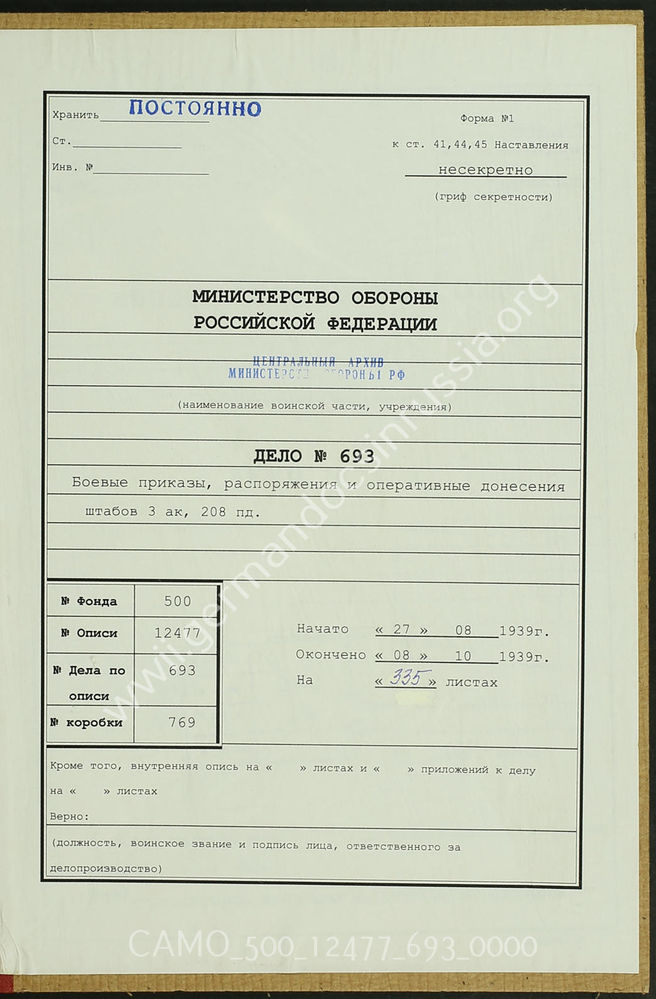 Хранить ПОСТОЯННО
Форма №1
Ст.
к ст. 41,44,45 Наставления
Инв. №
несекретно
(гриф секретности)
МИНИСТЕРСТВО ОБОРОНЫ
РОССИЙСКОЙ ФЕДЕРАЦИИ
ЦЕНТРАЛЬНЫЙ АРХИВ
МИНИСТЕРС ОБОРОНЫ РФ
(наименование воинской части, учреждения)
ДЕЛО № 693
Боевые приказы, распоряжения и оперативные донесения
штабов 3 ак, 208 пд.
№ Фонда 500
№ Описи 12477
№ Дела по 693
описи
№ коробки 769
Начато « 27 » 08 1939г.
Окончено « 08 » 10 1939г.
На « 335 » листах
Кроме того, внутренняя опись на « » листах и « » приложений к делу
на « » листах
Верно:
(должность, воинское звание и подпись лица, ответственного за
делопроизводство)
www.germandocsinrussia.org
CAMO_500_12477_693_0000